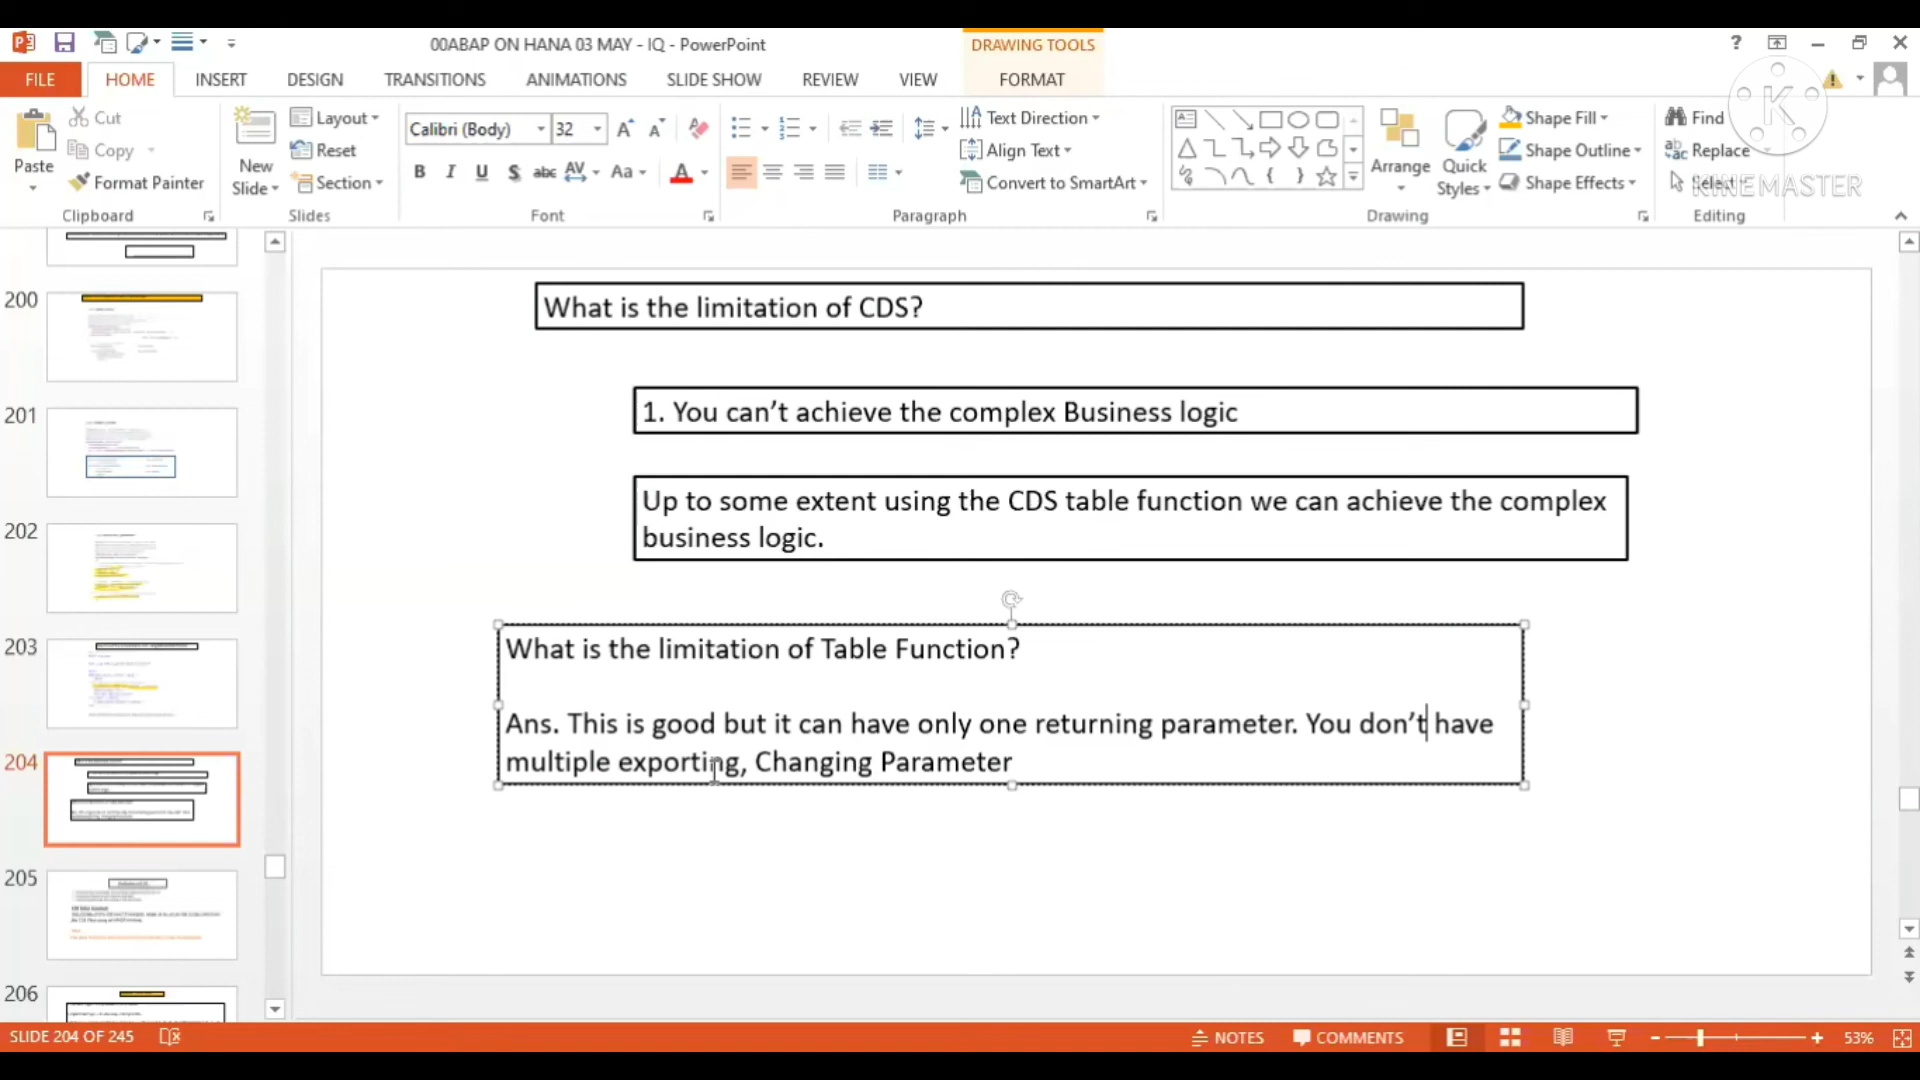 00ABAP ON HANA 03 MAY - IQ - PowerPoint
DRAWING TOOLS
?
FILE
HOME
INSERT
DESIGN
TRANSITIONS
ANIMATIONS
SLIDE SHOW
REVIEW
VIEW
FORMAT
Paste
Cut
Copy
Format Painter
Clipboard
New
Slide
Layout
Reset
Section
Slides
Calibri (Body)
32
B I U S abc AV Aa A
Font
Text Direction
Align Text
Convert to SmartArt
Paragraph
Arrange
Quick
Styles
Shape Fill
Shape Outline
Shape Effects
Drawing
Find
Replace
Select
Editing
K
KINEMASTER
200
201
202
203
204
205
206
What is the limitation of CDS?
1. You can’t achieve the complex Business logic
Up to some extent using the CDS table function we can achieve the complex
business logic.
What is the limitation of Table Function?
Ans. This is good but it can have only one returning parameter. You don’t have
multiple exporting, Changing Parameter
SLIDE 204 OF 245
NOTES
COMMENTS
53%